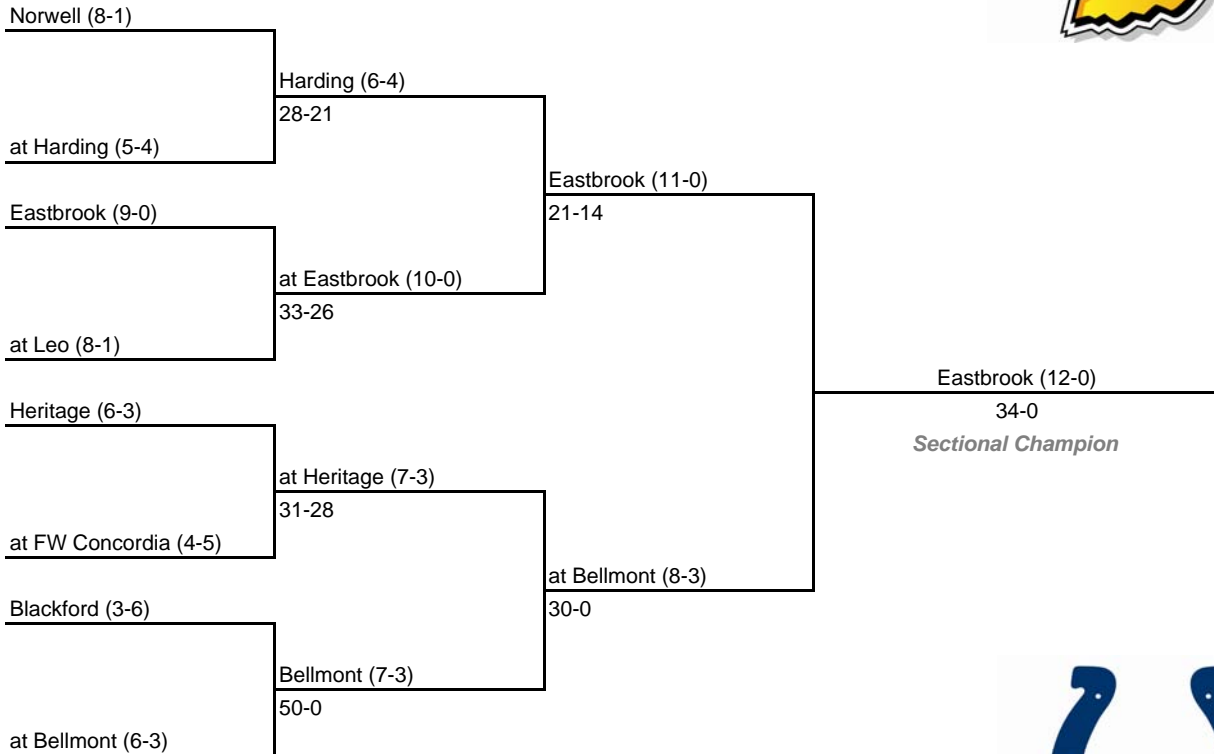 Norwell (8-1)
Harding (6-4)
28-21
at Harding (5-4)
Eastbrook (11-0)
21-14
Eastbrook (9-0)
at Eastbrook (10-0)
33-26
at Leo (8-1)
Eastbrook (12-0)
34-0
Sectional Champion
Heritage (6-3)
at Heritage (7-3)
31-28
at FW Concordia (4-5)
at Bellmont (8-3)
30-0
Blackford (3-6)
Bellmont (7-3)
50-0
at Bellmont (6-3)